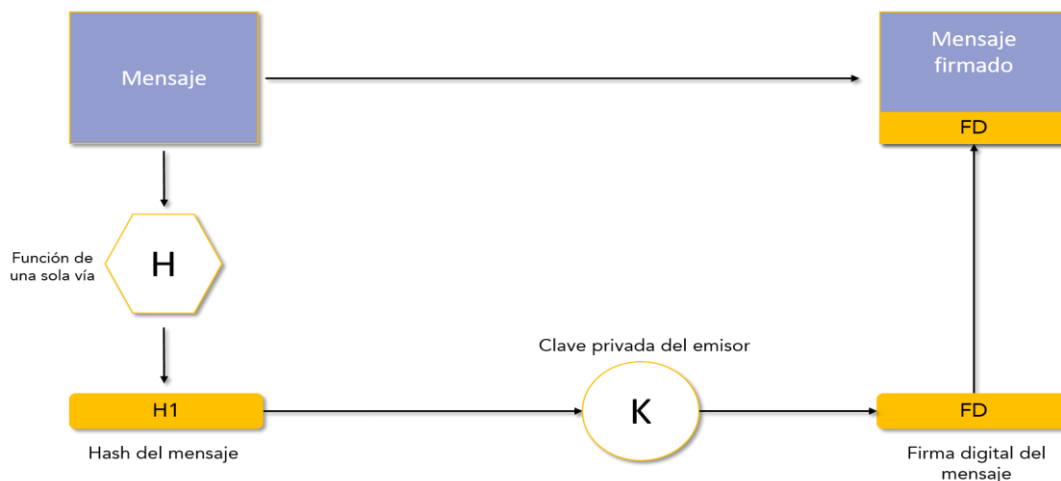 Mensaje
Mensaje
firmado
FD
Función de
una sola vía
H
Clave privada del emisor
H1
K
FD
Hash del mensaje
Firma digital del
mensaje